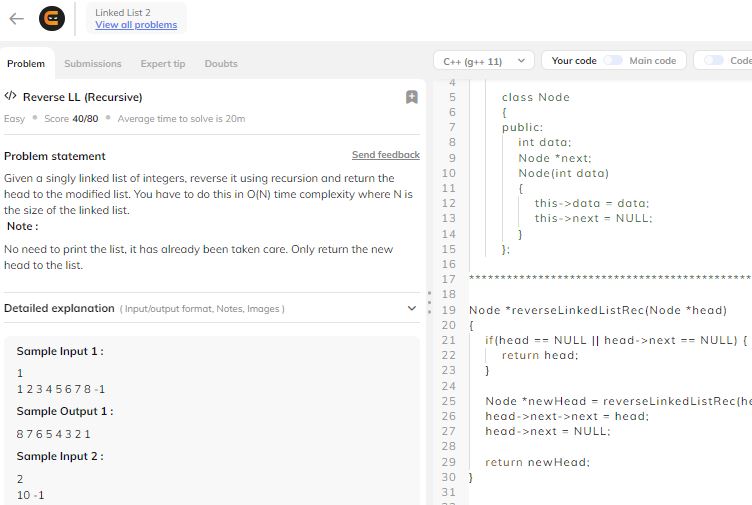 Linked List 2
View all problems
Problem Submissions Expert tip Doubts
C++ (g++ 11) Your code Main code Code
</> Reverse LL (Recursive)
Easy Score 40/80 Average time to solve is 20m
Problem statement Send feedback
Given a singly linked list of integers, reverse it using recursion and return the
head to the modified list. You have to do this in O(N) time complexity where N is
the size of the linked list.
Note :
No need to print the list, it has already been taken care. Only return the new
head to the list.
Detailed explanation ( Input/output format, Notes, Images )
Sample Input 1 :
1
1 2 3 4 5 6 7 8 -1
Sample Output 1 :
8 7 6 5 4 3 2 1
Sample Input 2 :
2
10 -1
4
5 class Node
6 {
7 public:
8 int data;
9 Node *next;
10 Node(int data)
11 {
12 this->data = data;
13 this->next = NULL;
14 }
15 };
16
17 **********************************************
18
19 Node *reverseLinkedListRec(Node *head)
20 {
21 if(head == NULL || head->next == NULL) {
22 return head;
23 }
24
25 Node *newHead = reverseLinkedListRec(he
26 head->next->next = head;
27 head->next = NULL;
28
29 return newHead;
30 }
31